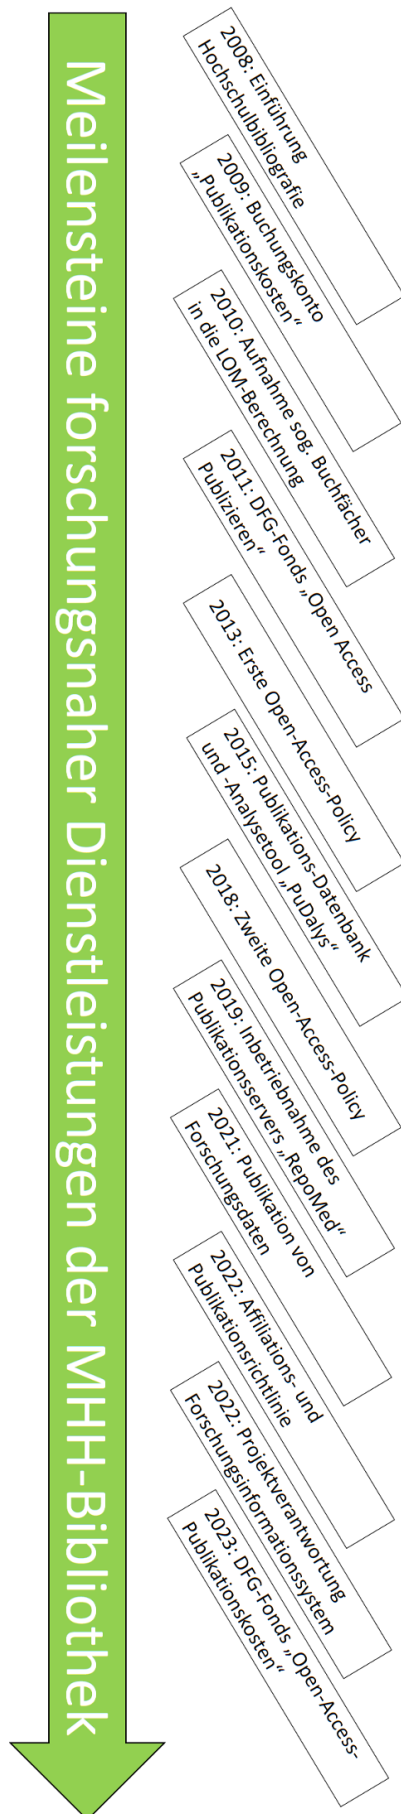 Meilensteine forschungsnaher Dienstleistungen der MHH-Bibliothek
2008: Einführung
Hochschulbibliografie
2009: Buchungskonto
„Publikationskosten“
2010: Aufnahme sog. Buchfächer
in die LOM-Berechnung
2011: DFG-Fonds „Open Access
Publizieren“
2013: Erste Open-Access-Policy
2015: Publikations-Datenbank
und -Analysetool „PuDalys“
2018: Zweite Open-Access-Policy
2019: Inbetriebnahme des
Publikationsservers „RepoMed“
2021: Publikation von
Forschungsdaten
2022: Affiliations- und
Publikationsrichtlinie
2022: Projektverantwortung
Forschungsinformationssystem
2023: DFG-Fonds „Open-Access-
Publikationskosten“